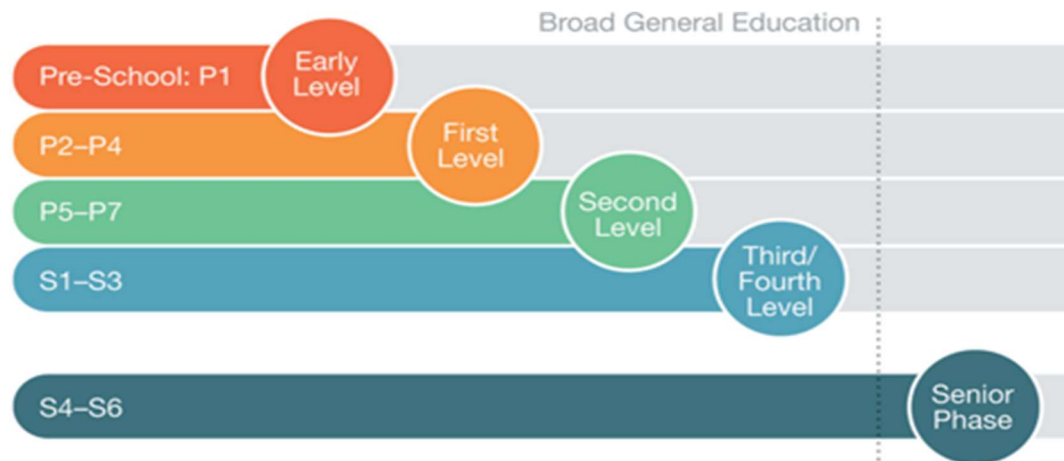 Broad General Education
Pre-School: P1
Early
Level
P2–P4
First
Level
P5–P7
Second
Level
S1–S3
Third/
Fourth
Level
S4–S6
Senior
Phase